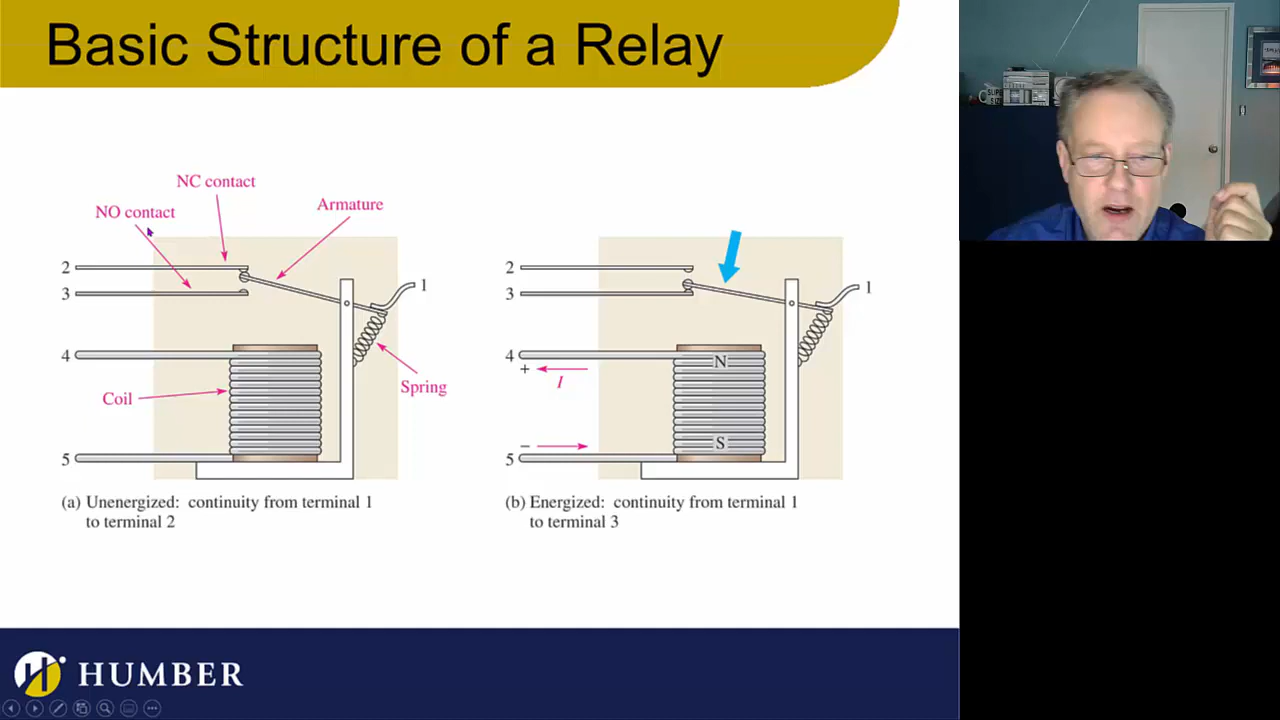 Basic Structure of a Relay
NC contact
NO contact
Armature
2
3
1
4
Coil
Spring
5
(a) Unenergized: continuity from terminal 1
to terminal 2
2
3
1
4
+
I
N
S
−
5
(b) Energized: continuity from terminal 1
to terminal 3
HUMBER